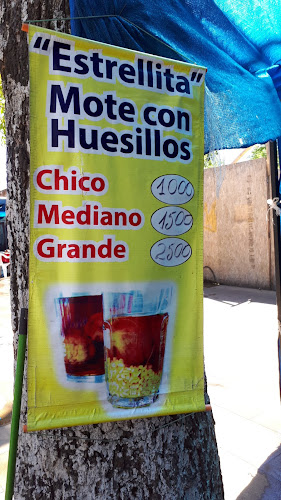 "Estrellita"
Mote con
Huesillos
Chico 1000
Mediano 1500
Grande 2500